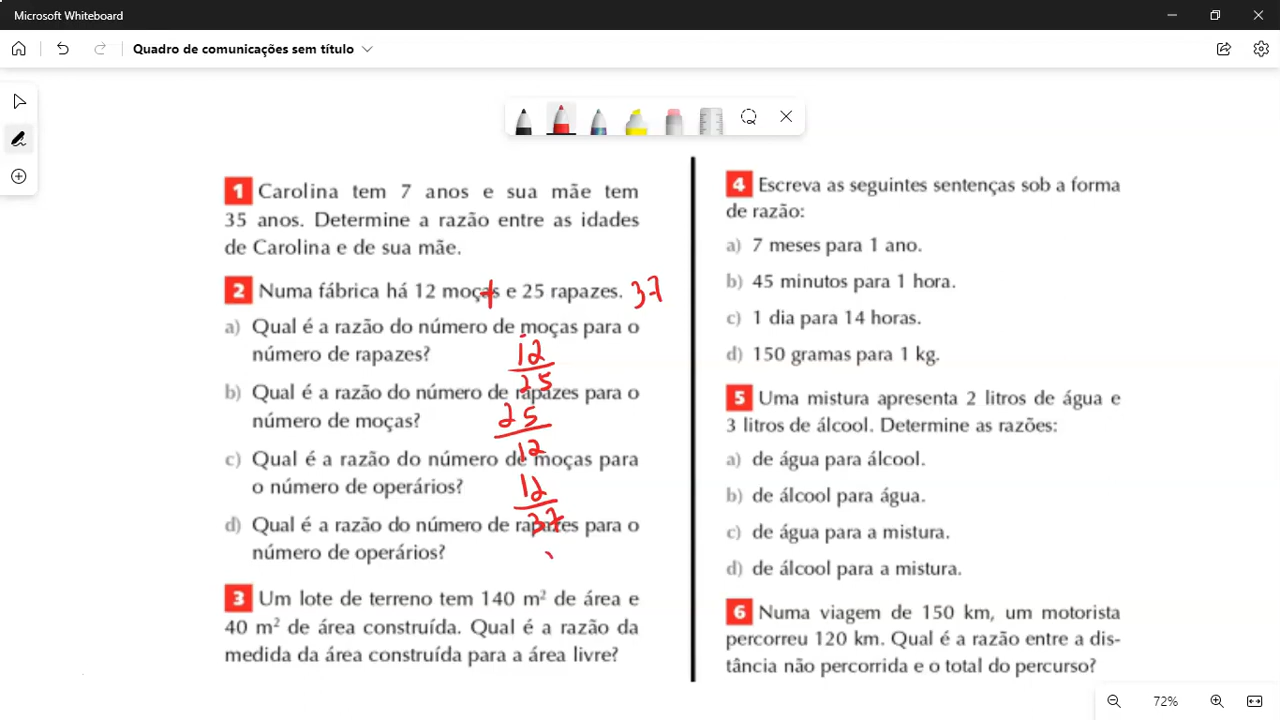 Microsoft Whiteboard
Quadro de comunicações sem título
1 Carolina tem 7 anos e sua mãe tem
35 anos. Determine a razão entre as idades
de Carolina e de sua mãe.
2 Numa fábrica há 12 moças + e 25 rapazes. 37
a) Qual é a razão do número de moças para o
número de rapazes?
12
25
b) Qual é a razão do número de rapazes para o
número de moças?
25
12
c) Qual é a razão do número de moças para
o número de operários?
12
37
d) Qual é a razão do número de rapazes para o
número de operários?
3 Um lote de terreno tem 140 m² de área e
40 m² de área construída. Qual é a razão da
medida da área construída para a área livre?
4 Escreva as seguintes sentenças sob a forma
de razão:
a) 7 meses para 1 ano.
b) 45 minutos para 1 hora.
c) 1 dia para 14 horas.
d) 150 gramas para 1 kg.
5 Uma mistura apresenta 2 litros de água e
3 litros de álcool. Determine as razões:
a) de água para álcool.
b) de álcool para água.
c) de água para a mistura.
d) de álcool para a mistura.
6 Numa viagem de 150 km, um motorista
percorreu 120 km. Qual é a razão entre a dis-
tância não percorrida e o total do percurso?
72%